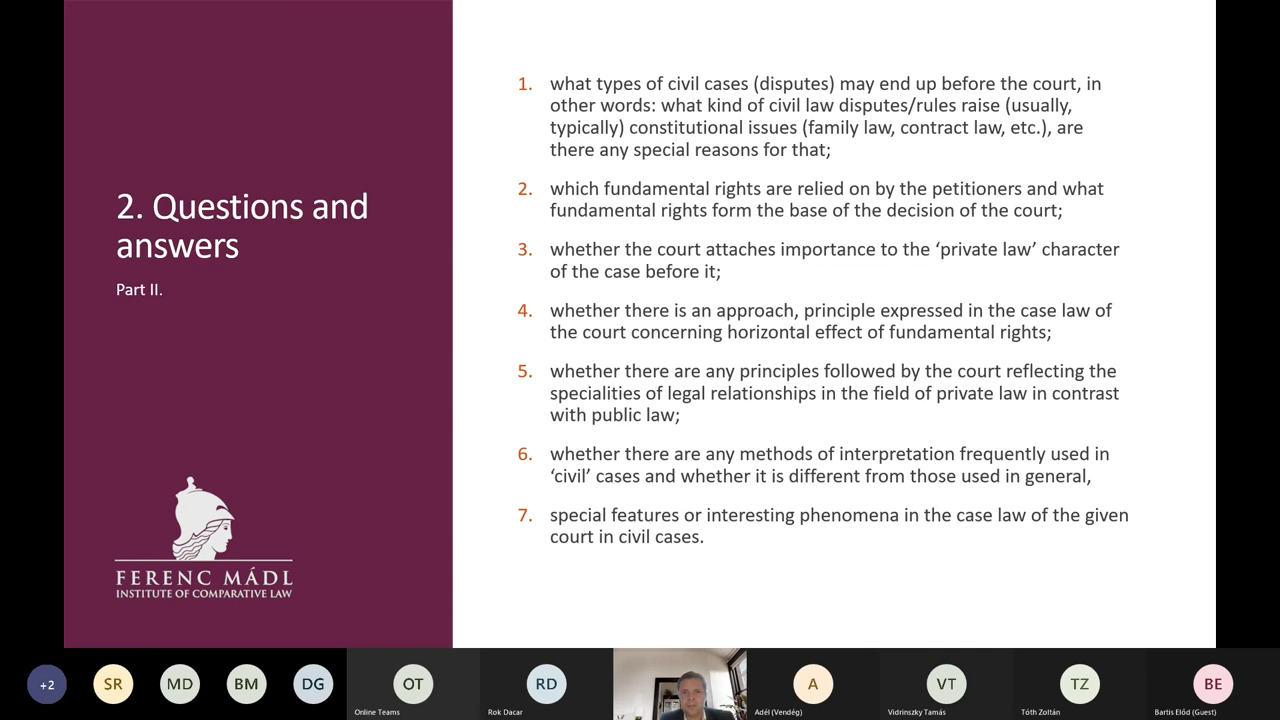 2. Questions and
answers
Part II.
FERENC MÁDL
INSTITUTE OF COMPARATIVE LAW
1. what types of civil cases (disputes) may end up before the court, in
other words: what kind of civil law disputes/rules raise (usually,
typically) constitutional issues (family law, contract law, etc.), are
there any special reasons for that;
2. which fundamental rights are relied on by the petitioners and what
fundamental rights form the base of the decision of the court;
3. whether the court attaches importance to the ‘private law’ character
of the case before it;
4. whether there is an approach, principle expressed in the case law of
the court concerning horizontal effect of fundamental rights;
5. whether there are any principles followed by the court reflecting the
specialities of legal relationships in the field of private law in contrast
with public law;
6. whether there are any methods of interpretation frequently used in
‘civil’ cases and whether it is different from those used in general,
7. special features or interesting phenomena in the case law of the given
court in civil cases.
+2
SR
MD
BM
DG
OT
Online Teams
RD
Rok Dacar
A
Adél (Vendég)
VT
Vidrinszky Tamás
TZ
Tóth Zoltán
BE
Bartis Előd (Guest)